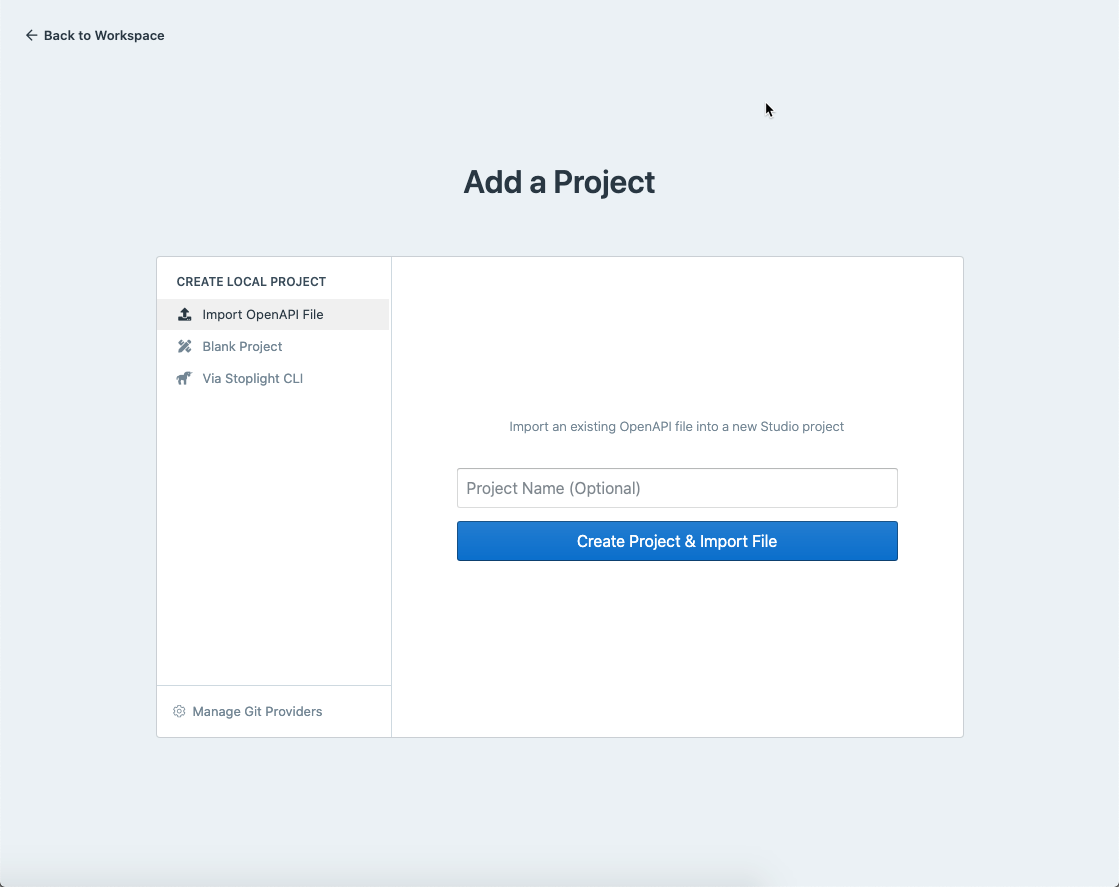 Back to Workspace
Add a Project
CREATE LOCAL PROJECT
Import OpenAPI File
Blank Project
Via Stoplight CLI
Import an existing OpenAPI file into a new Studio project
Project Name (Optional)
Create Project & Import File
Manage Git Providers